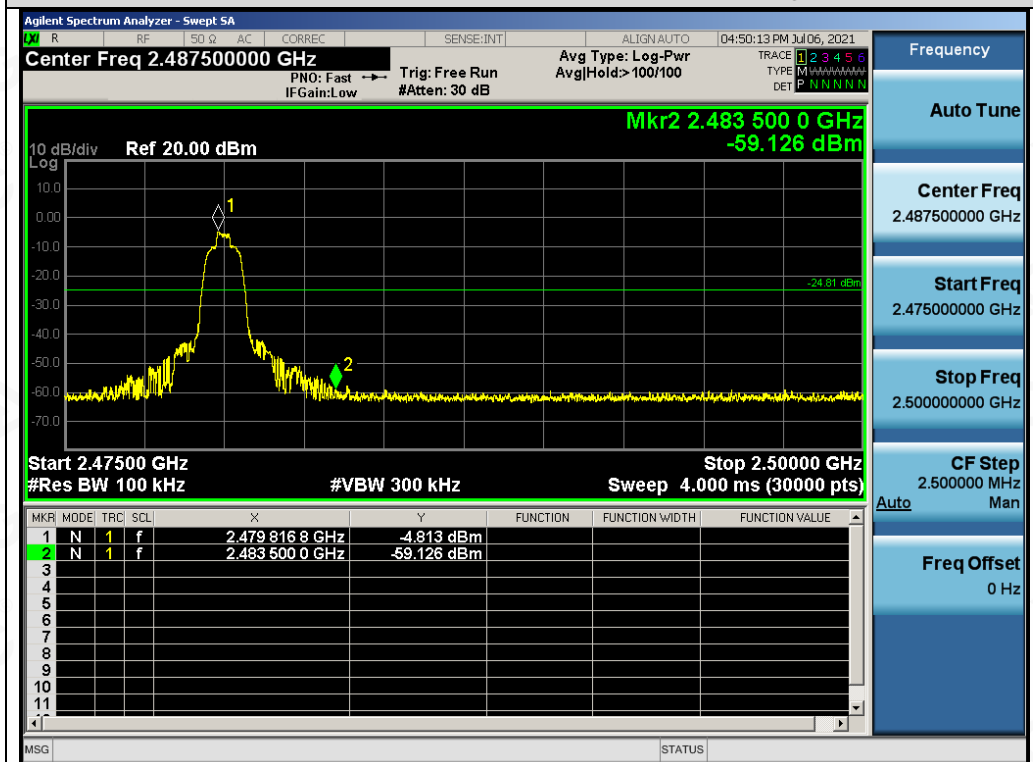 Agilent Spectrum Analyzer - Swept SA
LXI R RF 50 Ω AC CORREC SENSE:INT ALIGN AUTO 04:50:13 PM Jul 06, 2021
Center Freq 2.487500000 GHz
PNO: Fast
IFGain:Low
Trig: Free Run
#Atten: 30 dB
Avg Type: Log-Pwr
Avg|Hold:>100/100
TRACE 1 2 3 4 5 6
TYPE M
DET P N N N N N
Mkr2 2.483 500 0 GHz
-59.126 dBm
10 dB/div Ref 20.00 dBm
Log
10.0
0.00
-10.0
-20.0
-30.0
-40.0
-50.0
-60.0
-70.0
1
-24.81 dBm
2
Start 2.47500 GHz Stop 2.50000 GHz
#Res BW 100 kHz #VBW 300 kHz Sweep 4.000 ms (30000 pts)
MKR MODE TRC SCL X Y FUNCTION FUNCTION WIDTH FUNCTION VALUE
1 N 1 f 2.479 816 8 GHz -4.813 dBm
2 N 1 f 2.483 500 0 GHz -59.126 dBm
3
4
5
6
7
8
9
10
11
MSG STATUS
Frequency
Auto Tune
Center Freq
2.487500000 GHz
Start Freq
2.475000000 GHz
Stop Freq
2.500000000 GHz
CF Step
2.500000 MHz
Auto Man
Freq Offset
0 Hz